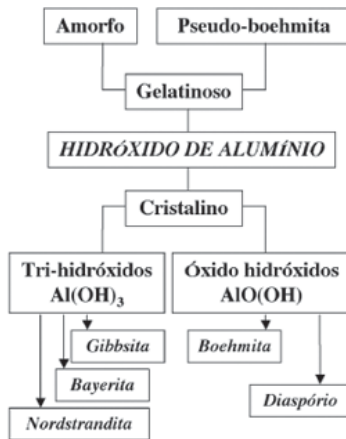 Amorfo
Pseudo-boehmita
Gelatinoso
HIDRÓXIDO DE ALUMÍNIO
Cristalino
Tri-hidróxidos
Al(OH)₃
Óxido hidróxidos
AlO(OH)
Gibbsita
Bayerita
Nordstrandita
Boehmita
Diaspório